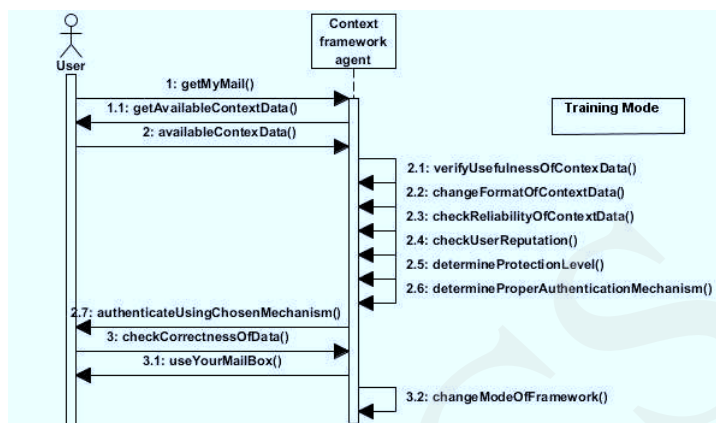 Context
framework
agent
User
1: getMyMail()
1.1: getAvailableContextData()
2: availableContexData()
Training Mode
2.1: verifyUsefulnessOfContexData()
2.2: changeFormatOfContextData()
2.3: checkReliabilityOfContextData()
2.4: checkUserReputation()
2.5: determineProtectionLevel()
2.6: determineProperAuthenticationMechanism()
2.7: authenticateUsingChosenMechanism()
3: checkCorrectnessOfData()
3.1: useYourMailBox()
3.2: changeModeOfFramework()